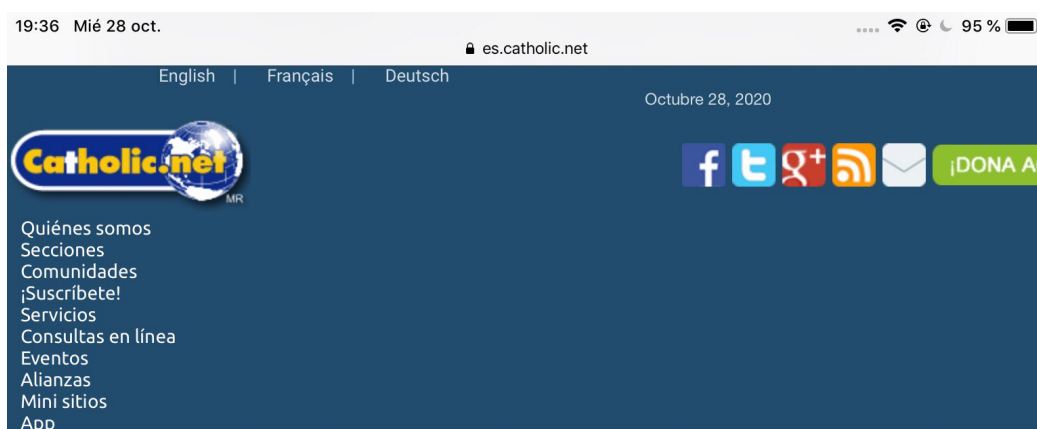 19:36 Mié 28 oct. 95 %
es.catholic.net
English | Français | Deutsch
Octubre 28, 2020
Catholic.net
MR
f t g+ ¡DONA A
Quiénes somos
Secciones
Comunidades
¡Suscríbete!
Servicios
Consultas en línea
Eventos
Alianzas
Mini sitios
App